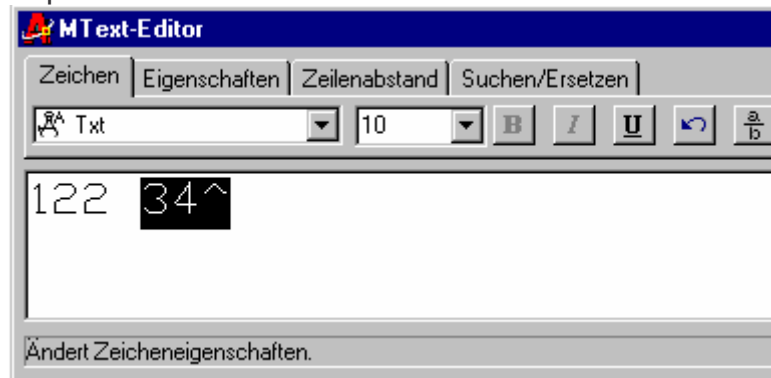 MText-Editor
Zeichen Eigenschaften Zeilenabstand Suchen/Ersetzen
Txt 10 B I U a/b
122 34^
Ändert Zeicheneigenschaften.